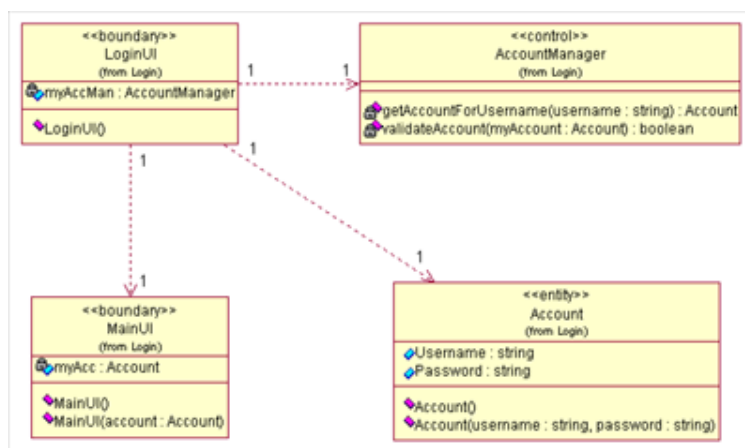 <<boundary>>
LoginUI
(from Login)
myAccMan : AccountManager
LoginUI()
1
1
<<control>>
AccountManager
(from Login)
getAccountForUsername(username : string) : Account
validateAccount(myAccount : Account) : boolean
1
1
1
1
<<boundary>>
MainUI
(from Login)
myAcc : Account
MainUI()
MainUI(account : Account)
<<entity>>
Account
(from Login)
Username : string
Password : string
Account()
Account(username : string, password : string)